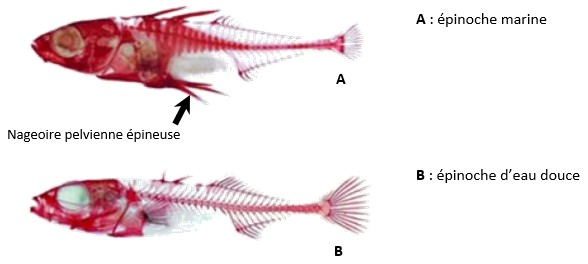 A : épinoche marine
A
Nageoire pelvienne épineuse
B : épinoche d’eau douce
B